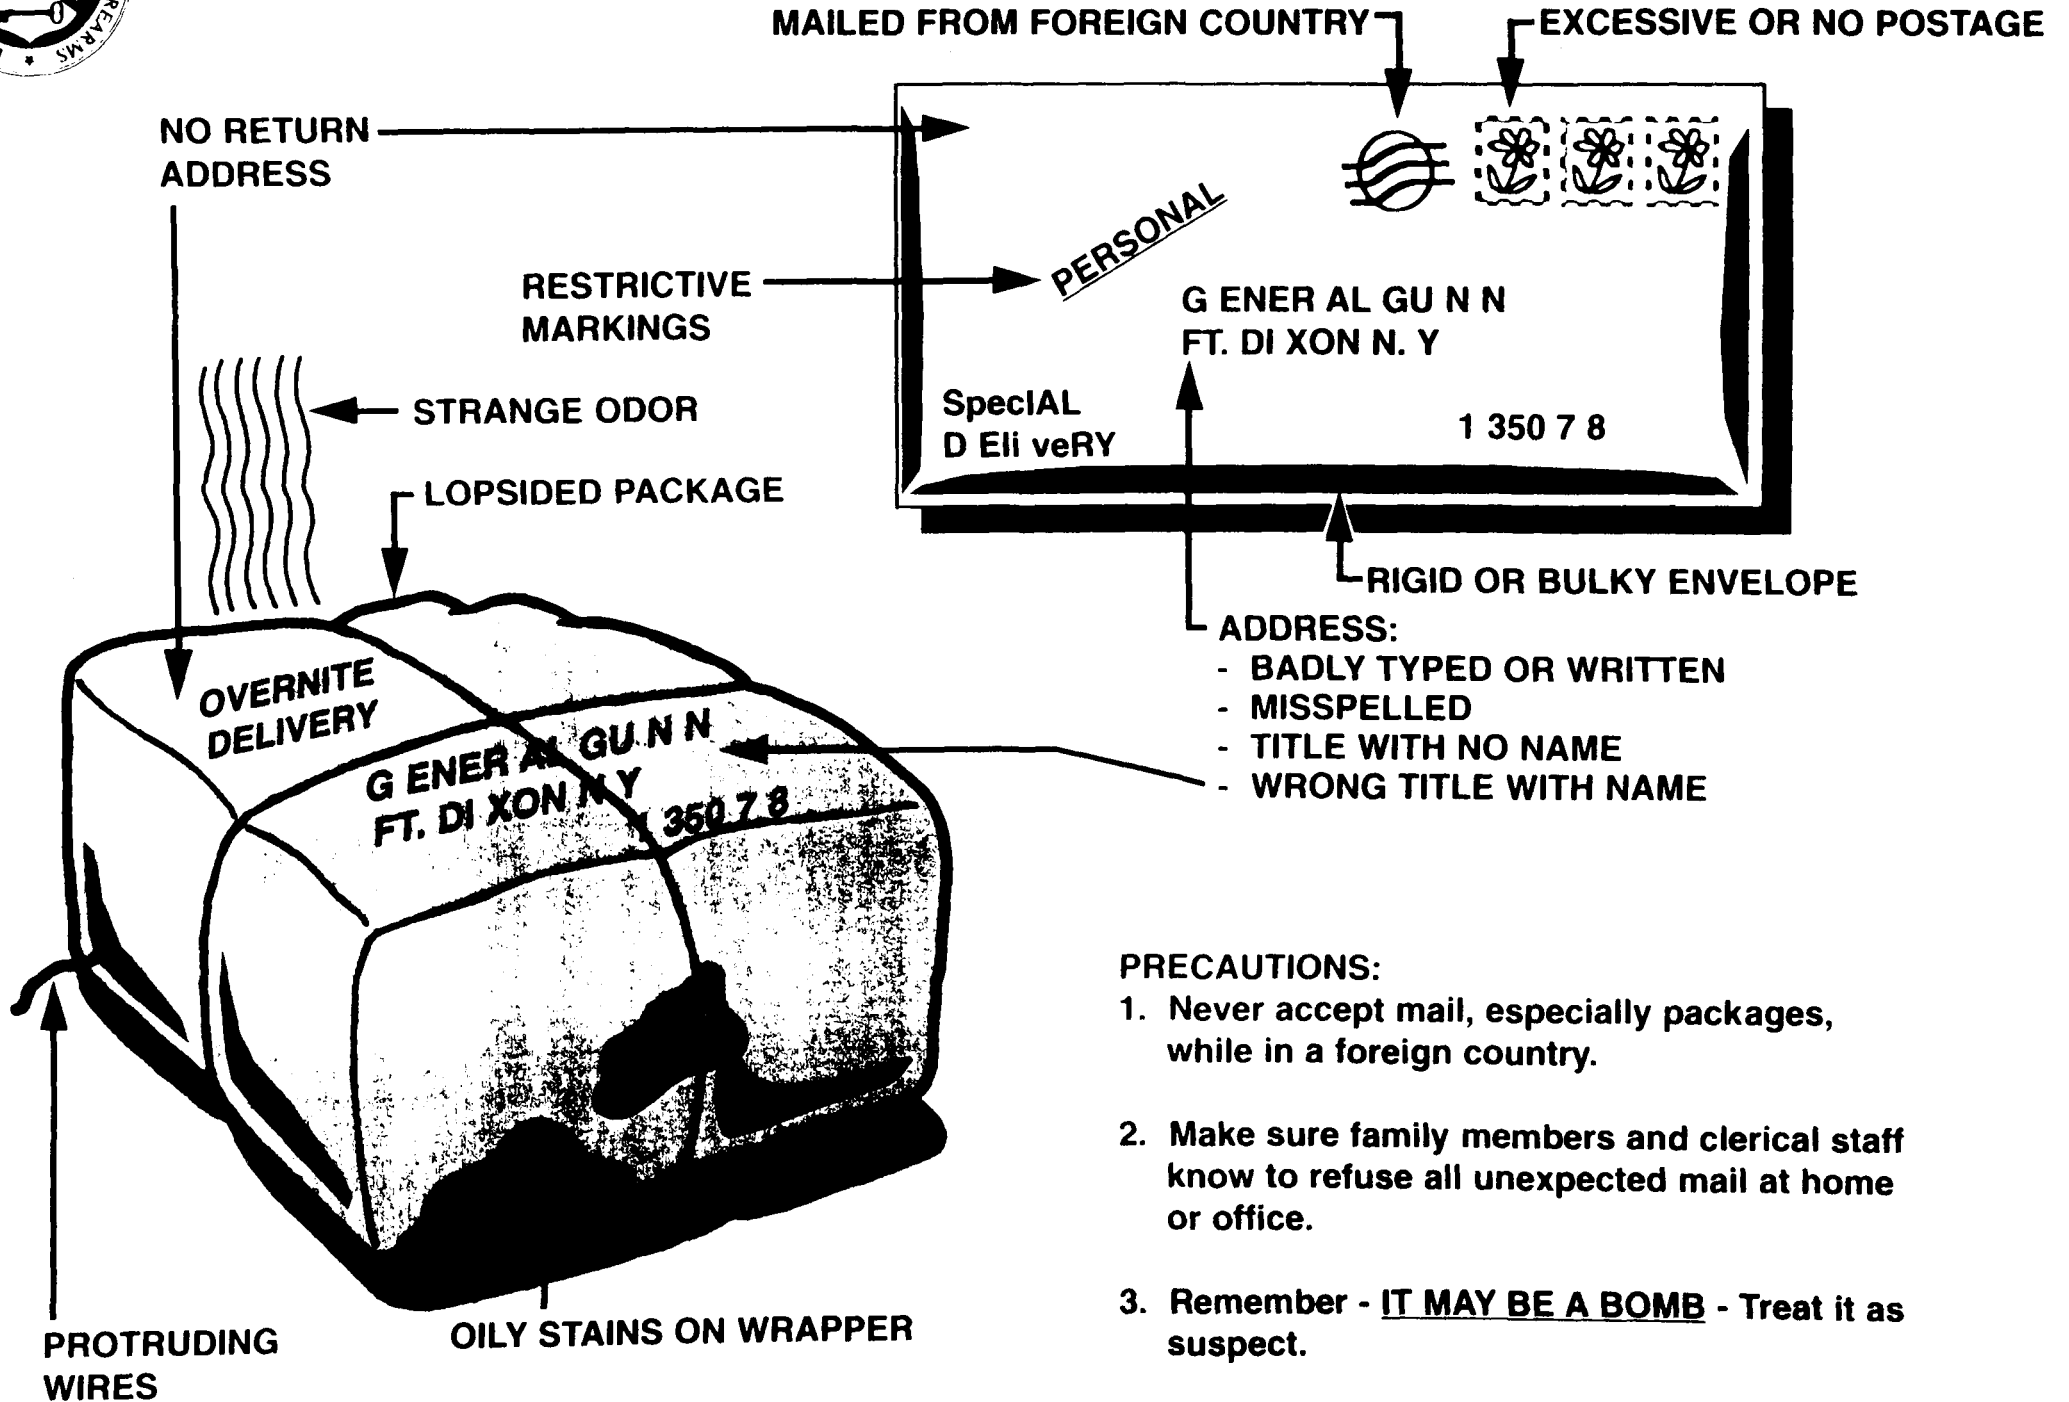 REARMS
MAILED FROM FOREIGN COUNTRY
EXCESSIVE OR NO POSTAGE
NO RETURN
ADDRESS
RESTRICTIVE
MARKINGS
PERSONAL
G ENER AL GU N N
FT. DI XON N. Y
SpecIAL
D Eli veRY
1 350 7 8
STRANGE ODOR
LOPSIDED PACKAGE
RIGID OR BULKY ENVELOPE
ADDRESS:
- BADLY TYPED OR WRITTEN
- MISSPELLED
- TITLE WITH NO NAME
- WRONG TITLE WITH NAME
OVERNITE
DELIVERY
G ENER AL GU N N
FT. DI XON N Y
1 350 7 8
PROTRUDING
WIRES
OILY STAINS ON WRAPPER
PRECAUTIONS:
1. Never accept mail, especially packages,
while in a foreign country.
2. Make sure family members and clerical staff
know to refuse all unexpected mail at home
or office.
3. Remember - IT MAY BE A BOMB - Treat it as
suspect.